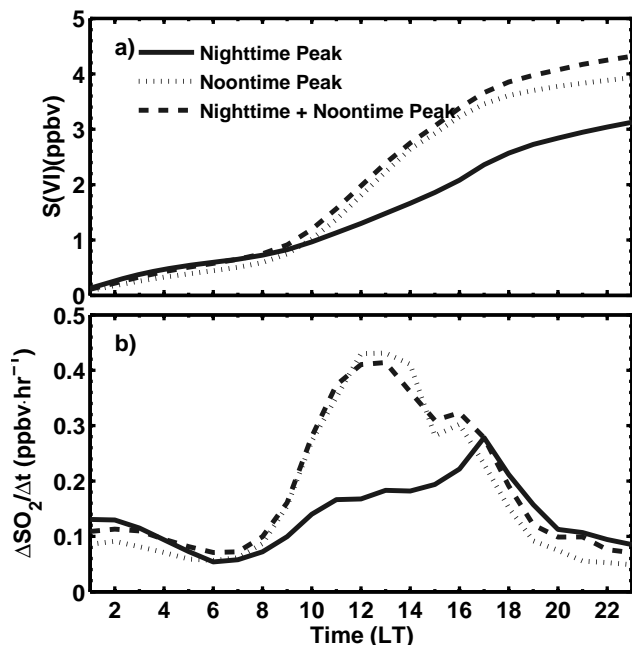 a)
Nighttime Peak
Noontime Peak
Nighttime + Noontime Peak
S(VI)(ppbv)
5
4
3
2
1
0
b)
ΔSO₂/Δt (ppbv·hr⁻¹)
0.5
0.4
0.3
0.2
0.1
0
2 4 6 8 10 12 14 16 18 20 22
Time (LT)